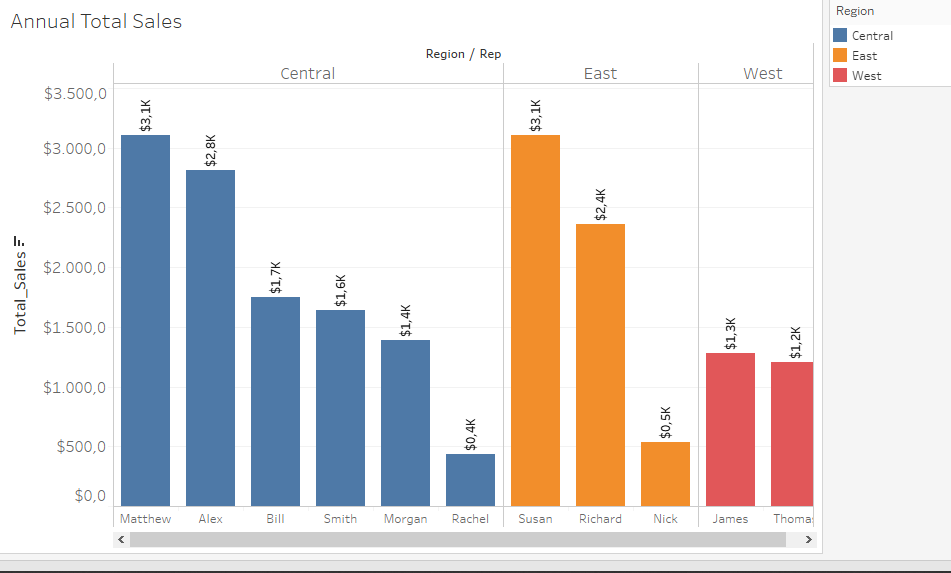 Annual Total Sales
Region
Central
East
West
Region / Rep
Central East West
$3.500,0
$3.000,0
$2.500,0
$2.000,0
$1.500,0
$1.000,0
$500,0
$0,0
Total_Sales
$3,1K
$2,8K
$1,7K
$1,6K
$1,4K
$0,4K
$3,1K
$2,4K
$0,5K
$1,3K
$1,2K
Matthew Alex Bill Smith Morgan Rachel Susan Richard Nick James Thoma